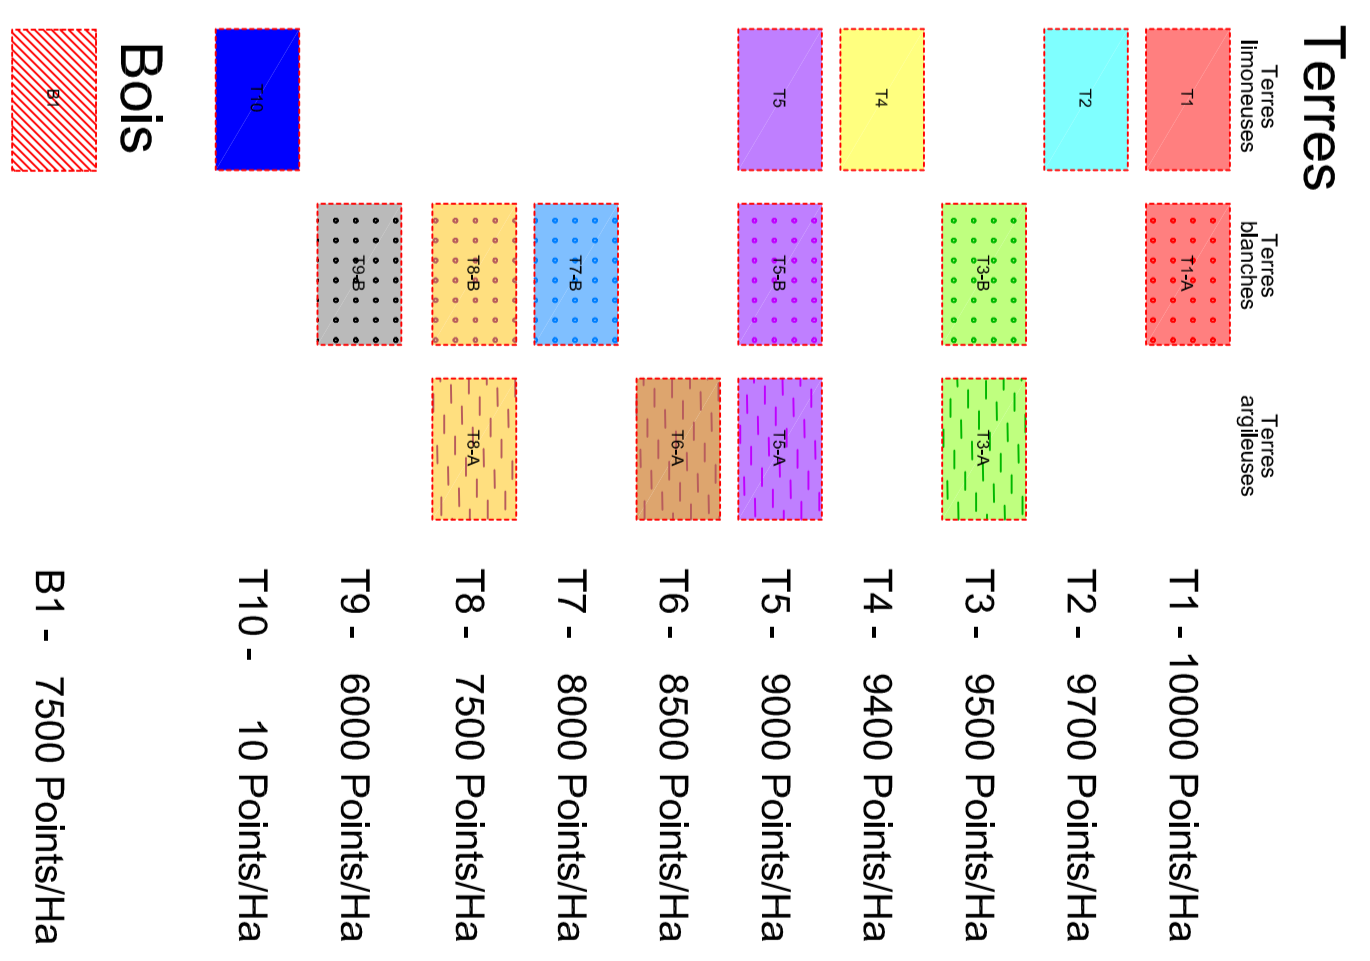 Terres
Terres
limoneuses
Terres
blanches
Terres
argileuses
T1
T1-A
T1 - 10000 Points/Ha
T2
T2 - 9700 Points/Ha
T3-B
T3-A
T3 - 9500 Points/Ha
T4
T4 - 9400 Points/Ha
T5
T5-B
T5-A
T5 - 9000 Points/Ha
T6-A
T6 - 8500 Points/Ha
T7-B
T7 - 8000 Points/Ha
T8-B
T8-A
T8 - 7500 Points/Ha
T9-B
T9 - 6000 Points/Ha
T10
T10 - 10 Points/Ha
Bois
B1
B1 - 7500 Points/Ha